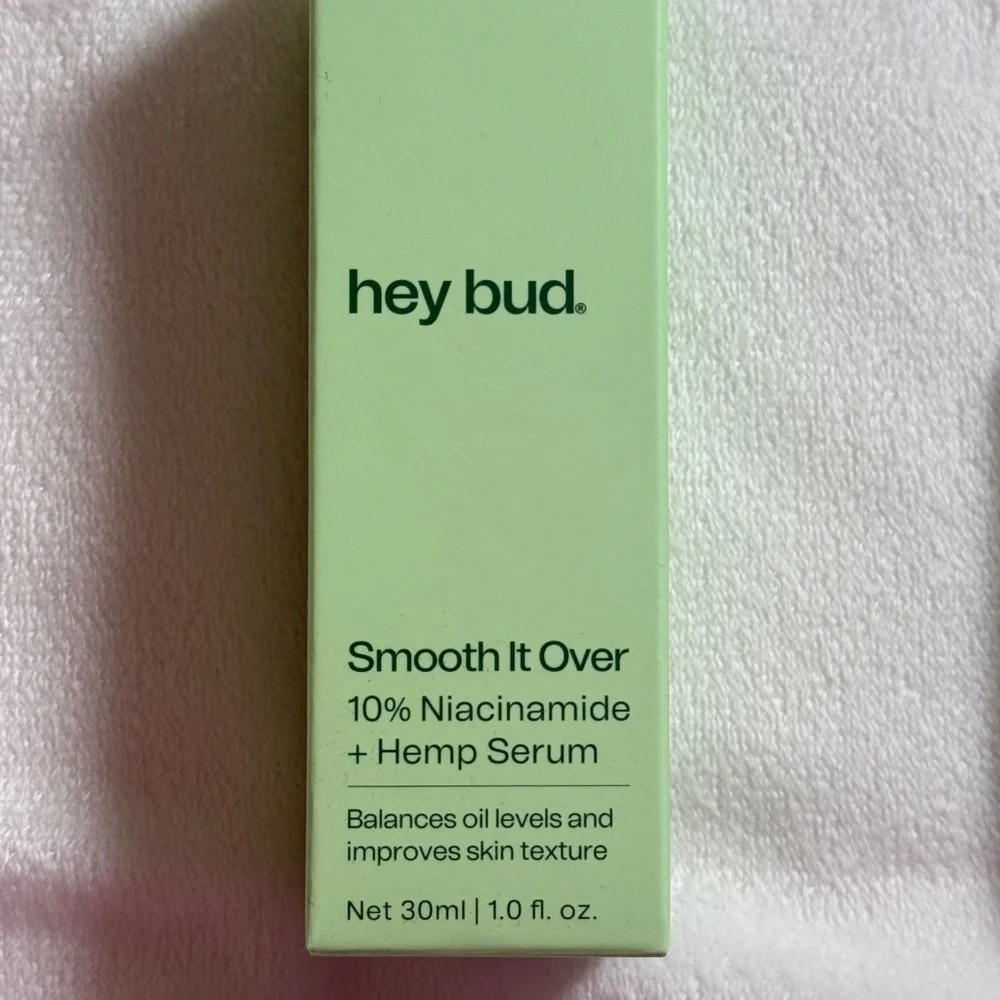 hey bud®
Smooth It Over
10% Niacinamide
+ Hemp Serum
Balances oil levels and
improves skin texture
Net 30ml | 1.0 fl. oz.